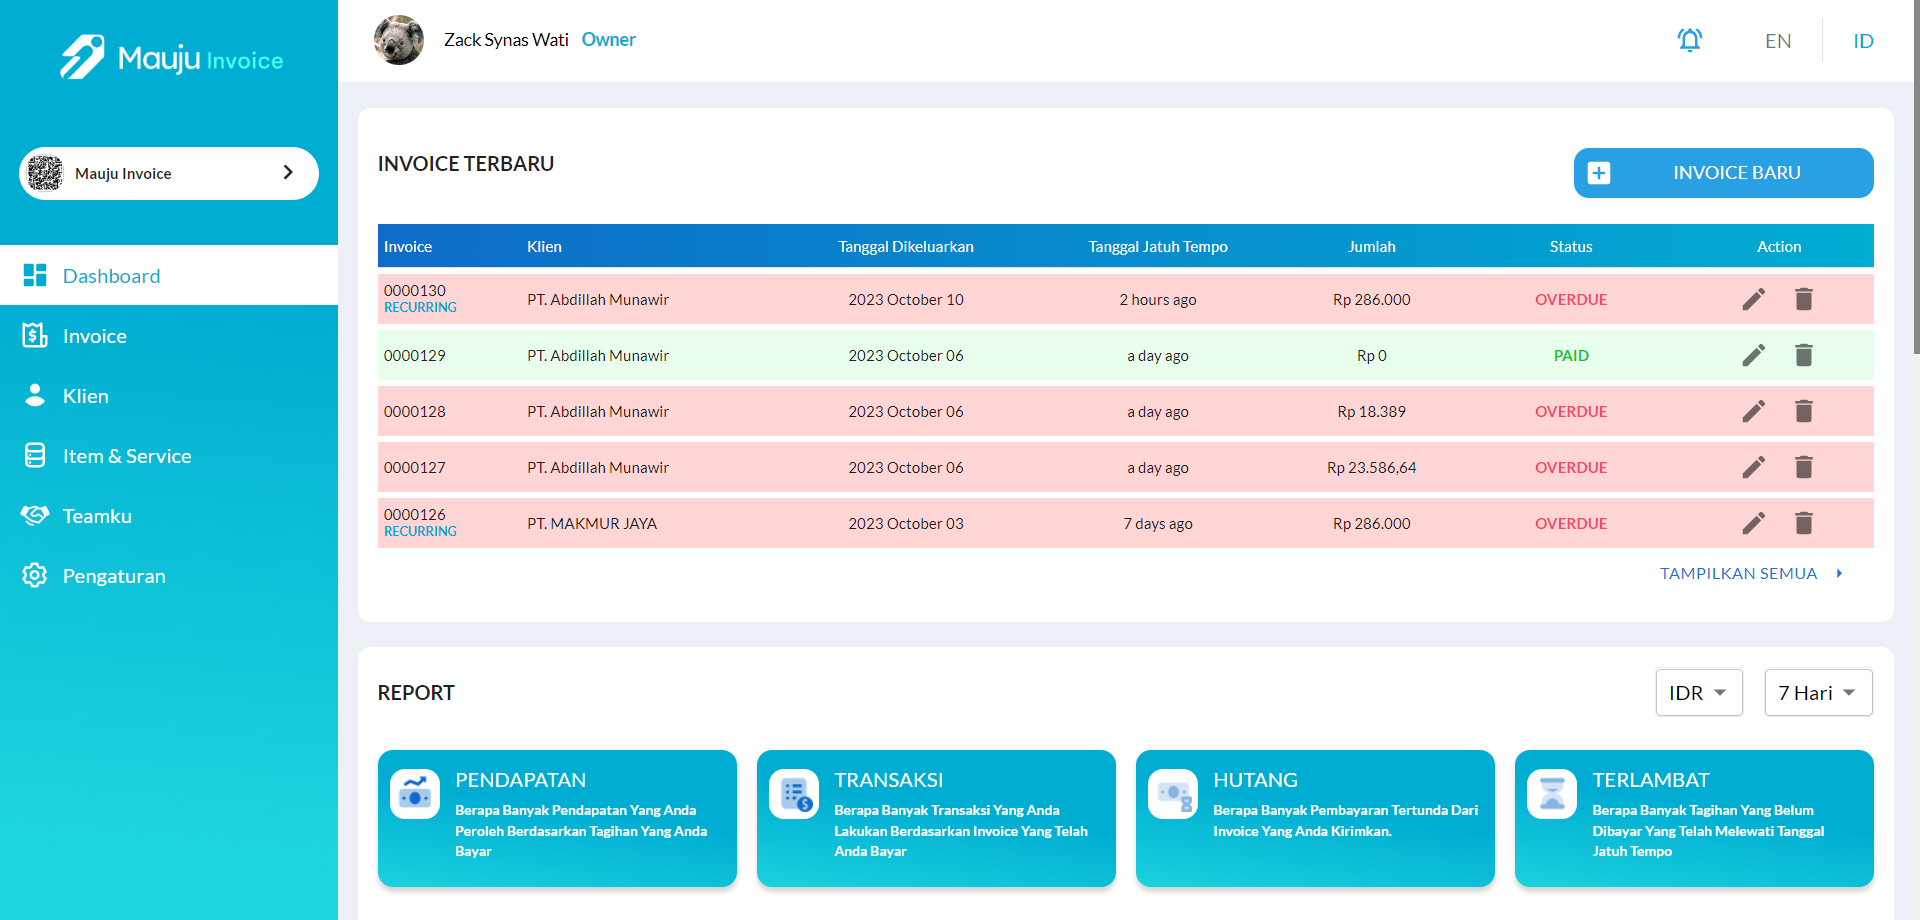 Mauju Invoice
Zack Synas Wati Owner
EN
ID
Mauju Invoice
Dashboard
Invoice
Klien
Item & Service
Teamku
Pengaturan
INVOICE TERBARU
INVOICE BARU
Invoice Klien Tanggal Dikeluarkan Tanggal Jatuh Tempo Jumlah Status Action
0000130 PT. Abdillah Munawir 2023 October 10 2 hours ago Rp 286.000 OVERDUE
RECURRING
0000129 PT. Abdillah Munawir 2023 October 06 a day ago Rp 0 PAID
0000128 PT. Abdillah Munawir 2023 October 06 a day ago Rp 18.389 OVERDUE
0000127 PT. Abdillah Munawir 2023 October 06 a day ago Rp 23.586,64 OVERDUE
0000126 PT. MAKMUR JAYA 2023 October 03 7 days ago Rp 286.000 OVERDUE
RECURRING
TAMPILKAN SEMUA
REPORT
IDR
7 Hari
PENDAPATAN
Berapa Banyak Pendapatan Yang Anda
Peroleh Berdasarkan Tagihan Yang Anda
Bayar
TRANSAKSI
Berapa Banyak Transaksi Yang Anda
Lakukan Berdasarkan Invoice Yang Telah
Anda Bayar
HUTANG
Berapa Banyak Pembayaran Tertunda Dari
Invoice Yang Anda Kirimkan.
TERLAMBAT
Berapa Banyak Tagihan Yang Belum
Dibayar Yang Telah Melewati Tanggal
Jatuh Tempo